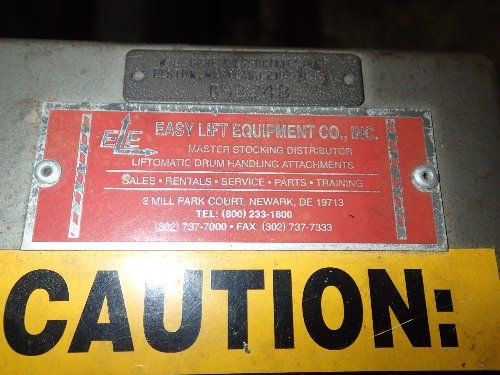 ELE
EASY LIFT EQUIPMENT CO., INC.
MASTER STOCKING DISTRIBUTOR
LIFTOMATIC DRUM HANDLING ATTACHMENTS
SALES • RENTALS • SERVICE • PARTS • TRAINING
2 MILL PARK COURT, NEWARK, DE 19713
TEL: (800) 233-1600
(302) 737-7000 • FAX: (302) 737-7333
CAUTION: